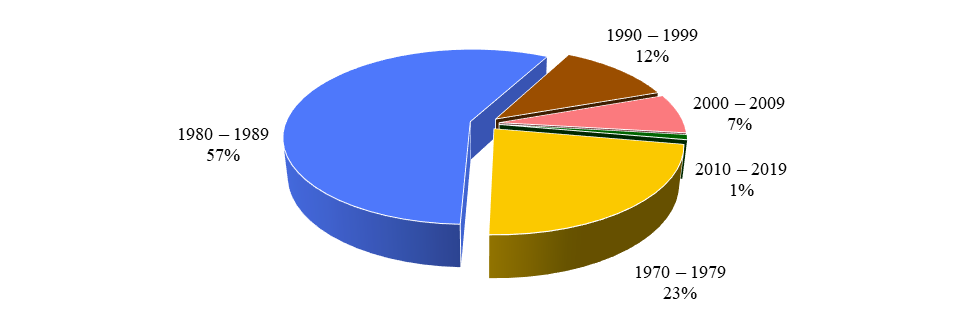 1990 – 1999
12%
2000 – 2009
7%
1980 – 1989
57%
2010 – 2019
1%
1970 – 1979
23%